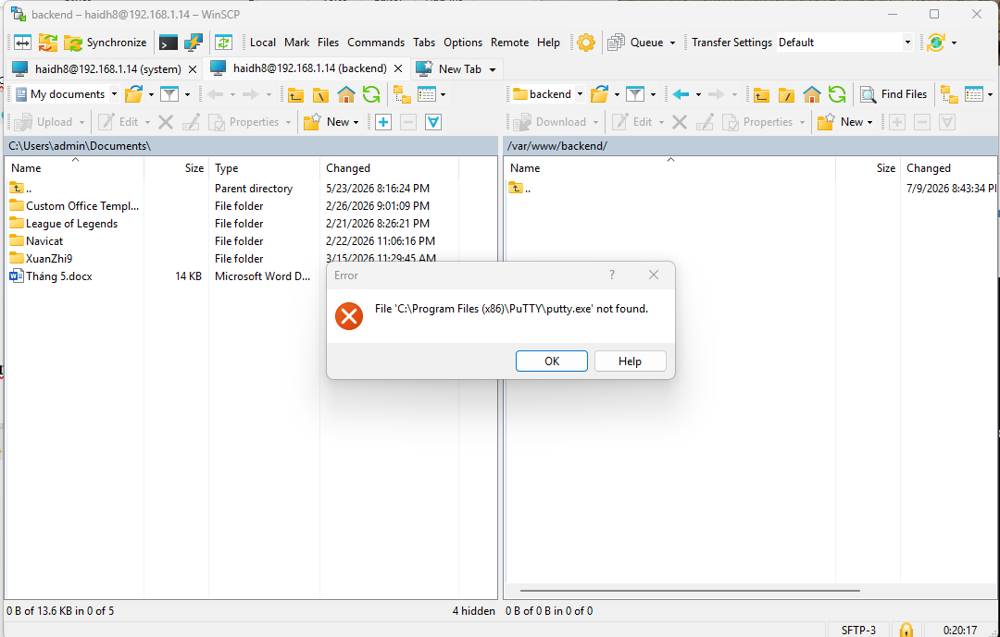 backend – haidh8@192.168.1.14 – WinSCP
Synchronize Local Mark Files Commands Tabs Options Remote Help Queue Transfer Settings Default
haidh8@192.168.1.14 (system) haidh8@192.168.1.14 (backend) New Tab
My documents backend Find Files
Upload Edit Properties New Download Edit Properties New
C:\Users\admin\Documents\ /var/www/backend/
Name Size Type Changed Name Size Changed
.. Parent directory 5/23/2026 8:16:24 PM .. 7/9/2026 8:43:34 PM
Custom Office Templ... File folder 2/26/2026 9:01:09 PM
League of Legends File folder 2/21/2026 8:26:21 PM
Navicat File folder 2/22/2026 11:06:16 PM
XuanZhi9 File folder 3/15/2026 11:29:45 AM
Tháng 5.docx 14 KB Microsoft Word D...
Error
File 'C:\Program Files (x86)\PuTTY\putty.exe' not found.
OK Help
0 B of 13.6 KB in 0 of 5 4 hidden 0 B of 0 B in 0 of 0
SFTP-3 0:20:17